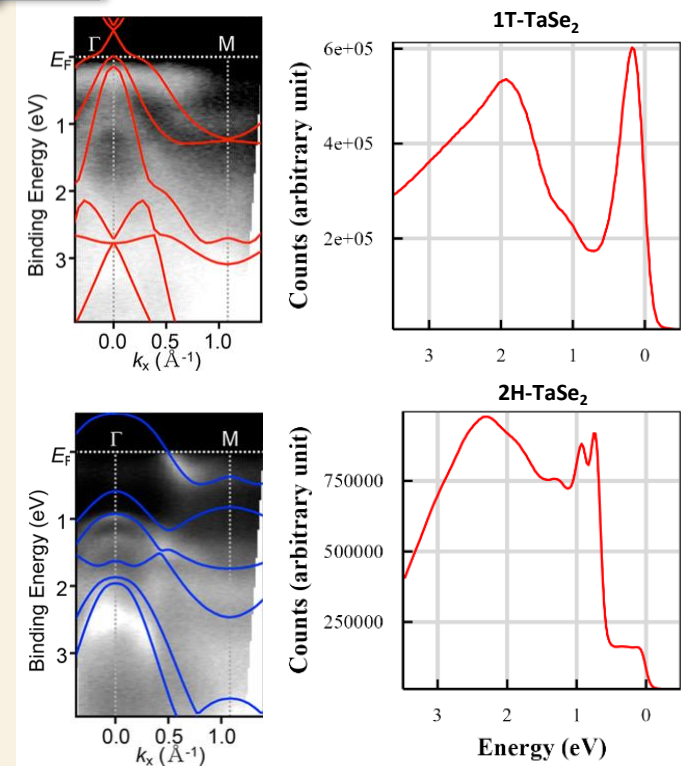 1T-TaSe₂
Γ
M
E_F
1
2
3
Binding Energy (eV)
0.0 0.5 1.0
kₓ (Å⁻¹)
6e+05
4e+05
2e+05
Counts (arbitrary unit)
3 2 1 0
2H-TaSe₂
Γ
M
E_F
1
2
3
Binding Energy (eV)
0.0 0.5 1.0
kₓ (Å⁻¹)
750000
500000
250000
Counts (arbitrary unit)
3 2 1 0
Energy (eV)